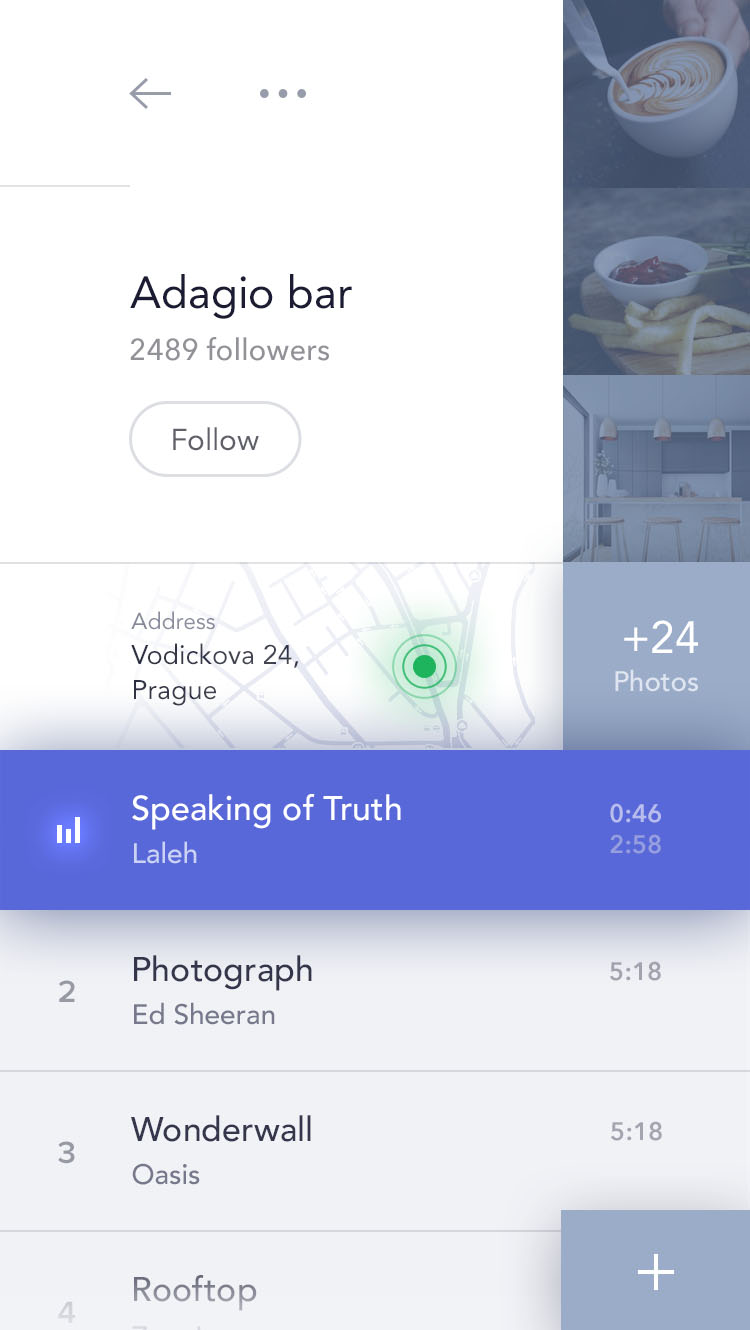 Adagio bar
2489 followers
Follow
Address
Vodickova 24,
Prague
+24
Photos
Speaking of Truth
Laleh
0:46
2:58
2
Photograph
Ed Sheeran
5:18
3
Wonderwall
Oasis
5:18
4
Rooftop